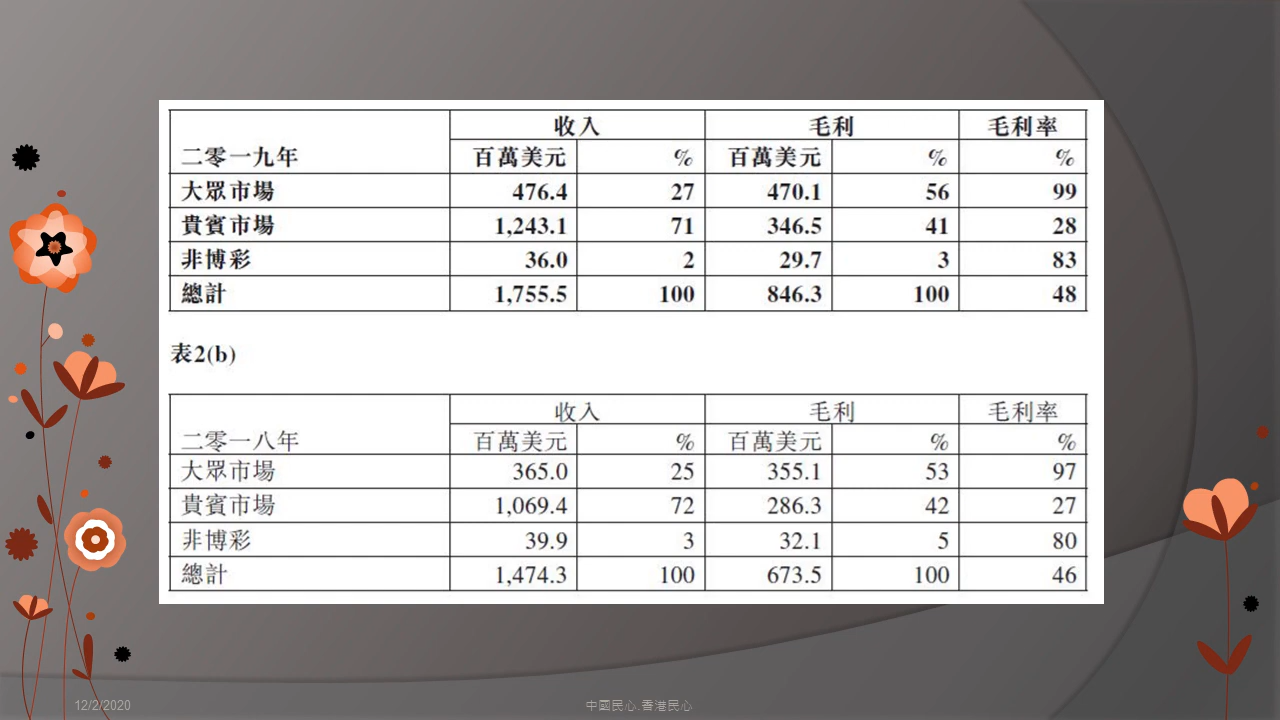 收入 毛利 毛利率
二零一九年 百萬美元 % 百萬美元 % %
大眾市場 476.4 27 470.1 56 99
貴賓市場 1,243.1 71 346.5 41 28
非博彩 36.0 2 29.7 3 83
總計 1,755.5 100 846.3 100 48
表2(b)
收入 毛利 毛利率
二零一八年 百萬美元 % 百萬美元 % %
大眾市場 365.0 25 355.1 53 97
貴賓市場 1,069.4 72 286.3 42 27
非博彩 39.9 3 32.1 5 80
總計 1,474.3 100 673.5 100 46
12/2/2020 中國民心.香港民心